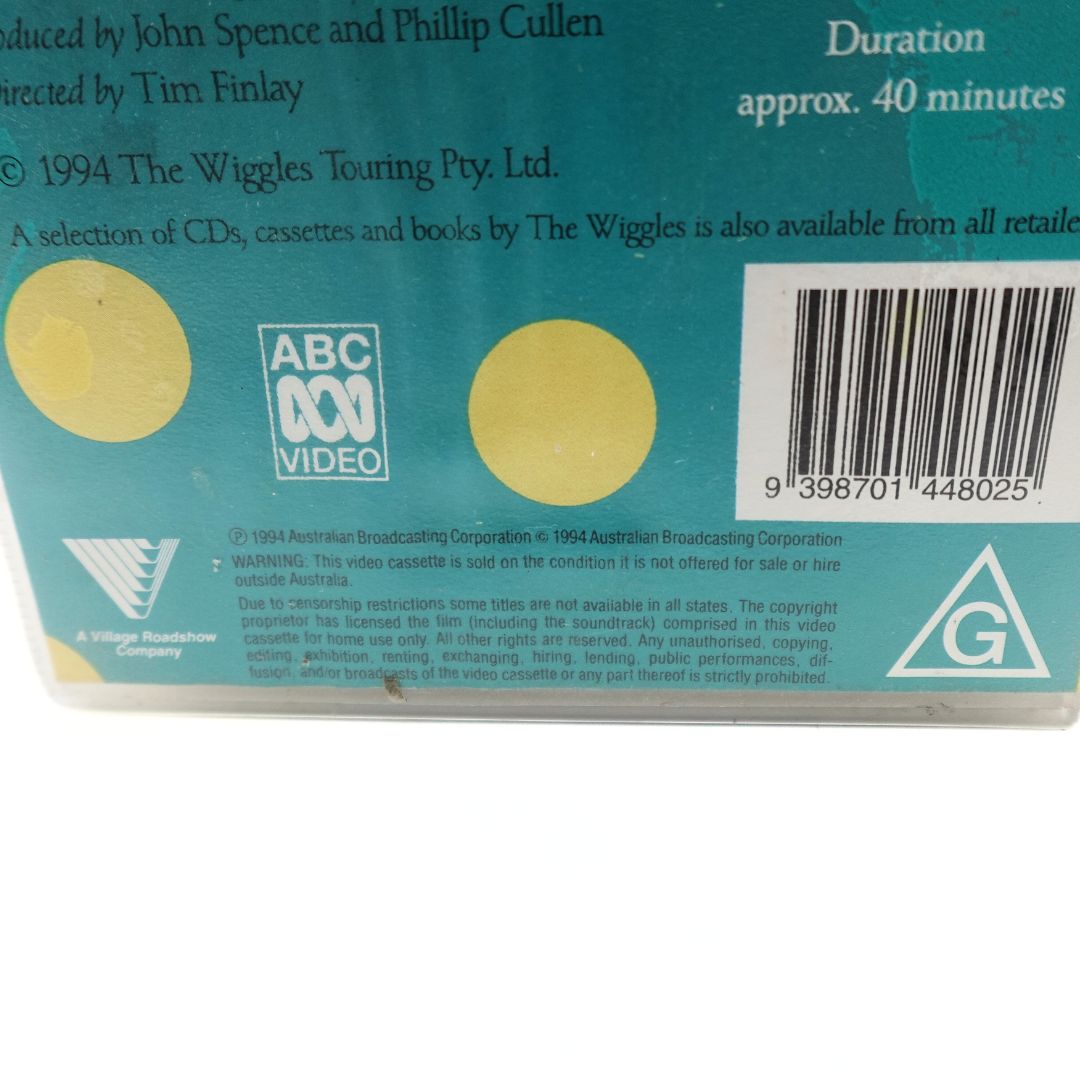 oduced by John Spence and Phillip Cullen
irected by Tim Finlay
Duration
approx. 40 minutes
© 1994 The Wiggles Touring Pty. Ltd.
A selection of CDs, cassettes and books by The Wiggles is also available from all retaile
ABC
VIDEO
9 398701 448025
Ⓟ 1994 Australian Broadcasting Corporation © 1994 Australian Broadcasting Corporation
WARNING: This video cassette is sold on the condition it is not offered for sale or hire
outside Australia.
Due to censorship restrictions some titles are not available in all states. The copyright
proprietor has licensed the film (including the soundtrack) comprised in this video
cassette for home use only. All other rights are reserved. Any unauthorised, copying,
editing, exhibition, renting, exchanging, hiring, lending, public performances, dif-
fusion, and/or broadcasts of the video cassette or any part thereof is strictly prohibited.
A Village Roadshow
Company
G